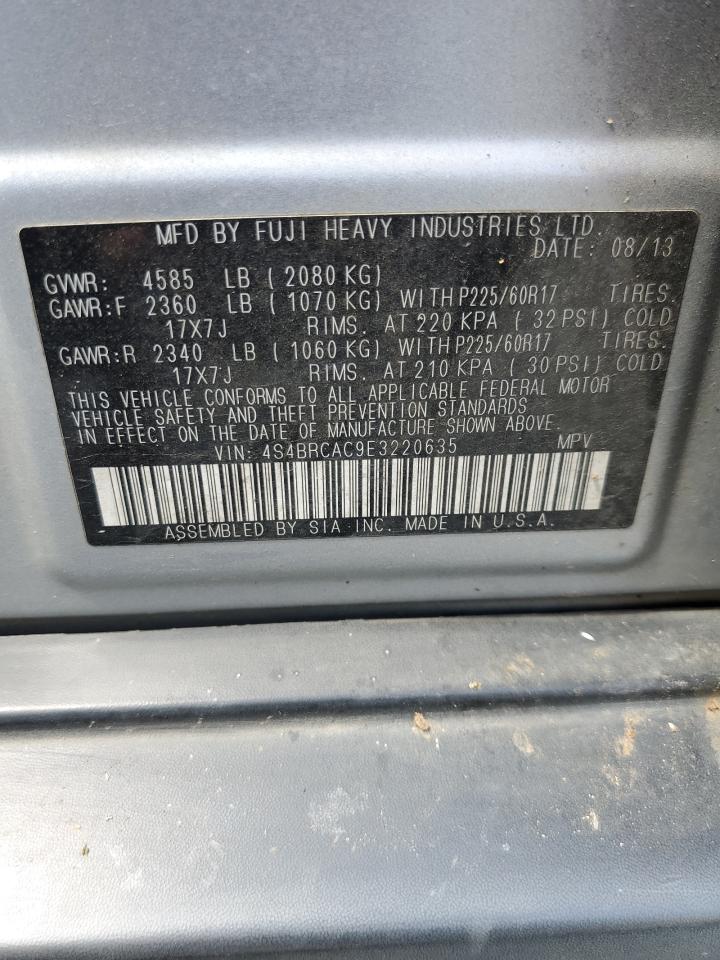 MFD BY FUJI HEAVY INDUSTRIES LTD.
DATE: 08/13
GVWR: 4585 LB ( 2080 KG)
GAWR:F 2360 LB ( 1070 KG) WITH P225/60R17 TIRES.
17X7J RIMS. AT 220 KPA ( 32 PSI) COLD
GAWR:R 2340 LB ( 1060 KG) WITH P225/60R17 TIRES.
17X7J RIMS. AT 210 KPA ( 30 PSI) COLD
THIS VEHICLE CONFORMS TO ALL APPLICABLE FEDERAL MOTOR
VEHICLE SAFETY AND THEFT PREVENTION STANDARDS
IN EFFECT ON THE DATE OF MANUFACTURE SHOWN ABOVE.
VIN: 4S4BRCAC9E3220635 MPV
ASSEMBLED BY SIA INC. MADE IN U.S.A.